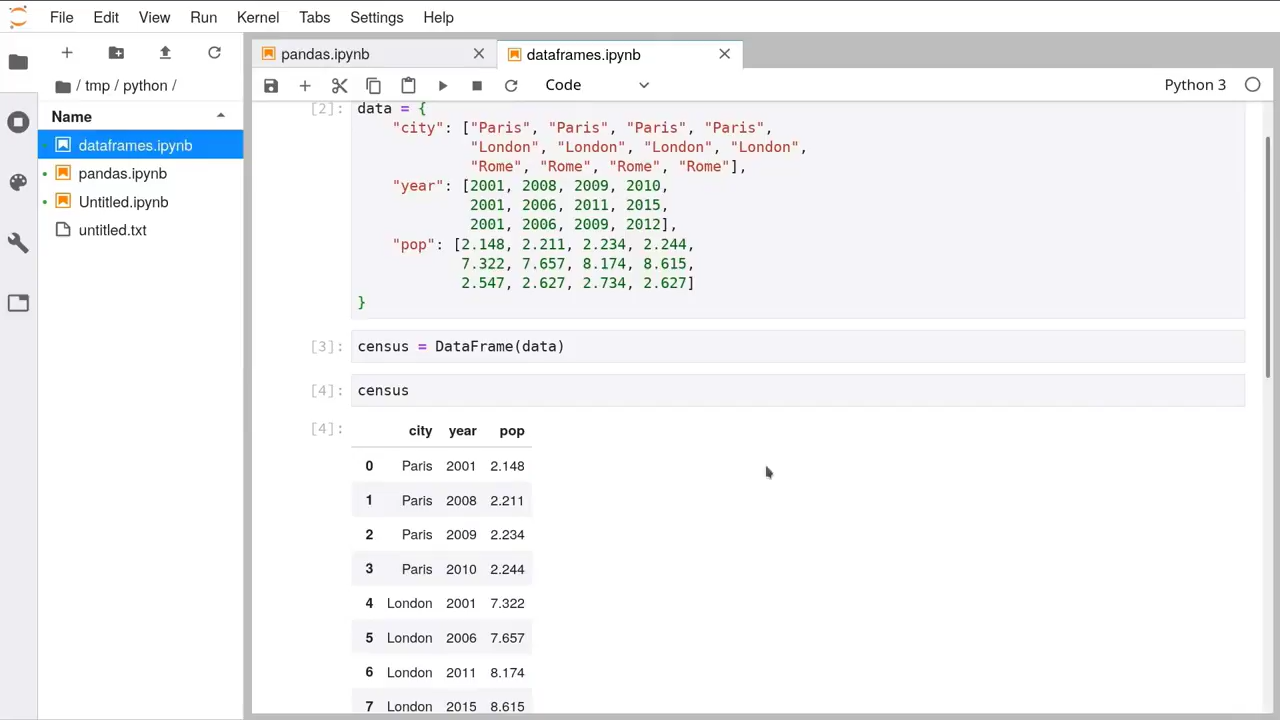 File Edit View Run Kernel Tabs Settings Help
pandas.ipynb
dataframes.ipynb
/ tmp / python /
Code
Python 3
Name
dataframes.ipynb
pandas.ipynb
Untitled.ipynb
untitled.txt
[2]: data = {
"city": ["Paris", "Paris", "Paris", "Paris",
"London", "London", "London", "London",
"Rome", "Rome", "Rome", "Rome"],
"year": [2001, 2008, 2009, 2010,
2001, 2006, 2011, 2015,
2001, 2006, 2009, 2012],
"pop": [2.148, 2.211, 2.234, 2.244,
7.322, 7.657, 8.174, 8.615,
2.547, 2.627, 2.734, 2.627]
}
[3]: census = DataFrame(data)
[4]: census
[4]: city year pop
0 Paris 2001 2.148
1 Paris 2008 2.211
2 Paris 2009 2.234
3 Paris 2010 2.244
4 London 2001 7.322
5 London 2006 7.657
6 London 2011 8.174
7 London 2015 8.615